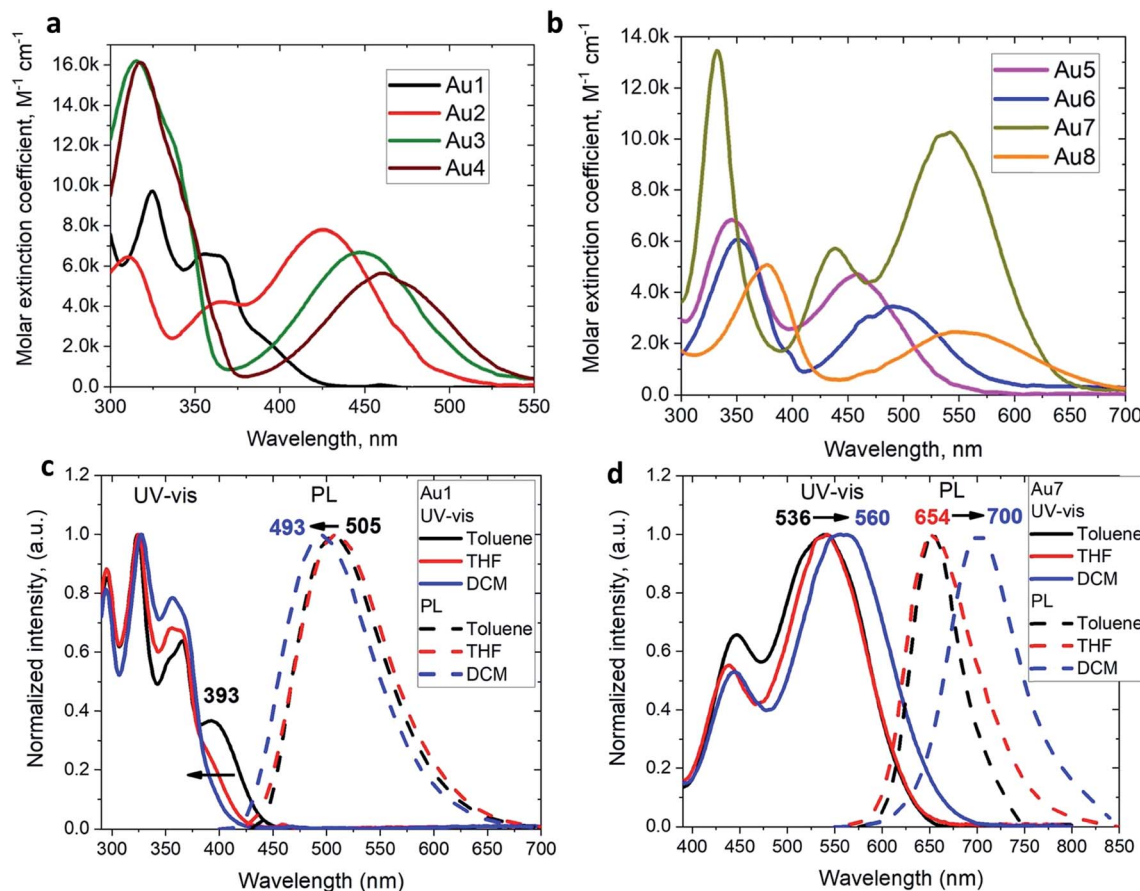 a
Molar extinction coefficient, M⁻¹ cm⁻¹
16.0k
14.0k
12.0k
10.0k
8.0k
6.0k
4.0k
2.0k
0.0
300 350 400 450 500 550
Wavelength, nm
Au1
Au2
Au3
Au4
b
Molar extinction coefficient, M⁻¹ cm⁻¹
14.0k
12.0k
10.0k
8.0k
6.0k
4.0k
2.0k
0.0
300 350 400 450 500 550 600 650 700
Wavelength, nm
Au5
Au6
Au7
Au8
c
Normalized intensity, (a.u.)
1.2
1.0
0.8
0.6
0.4
0.2
0.0
300 350 400 450 500 550 600 650 700
Wavelength (nm)
UV-vis PL
493 505
393
Au1
UV-vis
Toluene
THF
DCM
PL
Toluene
THF
DCM
d
Normalized intensity, (a.u.)
1.2
1.0
0.8
0.6
0.4
0.2
0.0
400 450 500 550 600 650 700 750 800 850
Wavelength (nm)
UV-vis PL
536 560 654 700
Au7
UV-vis
Toluene
THF
DCM
PL
Toluene
THF
DCM